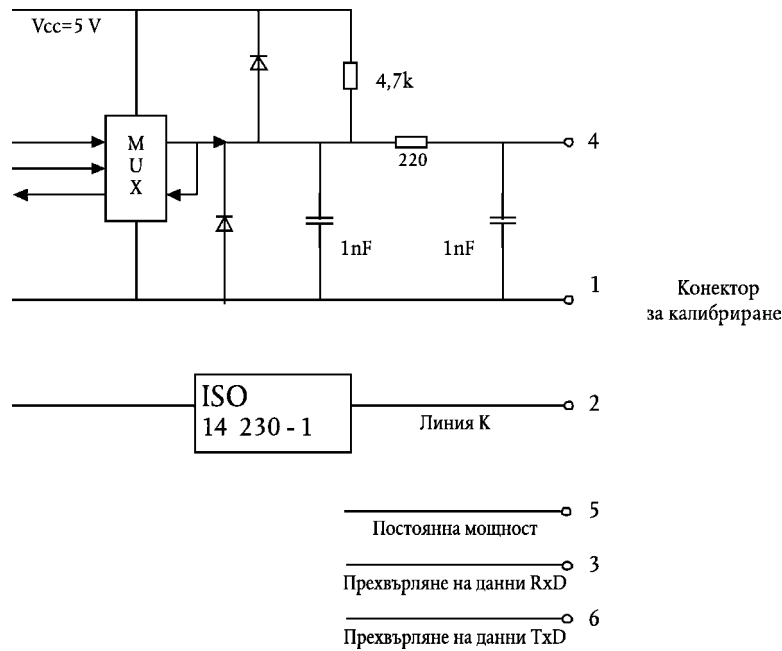 Vcc=5 V
4,7k
M
U
X
220
4
1nF
1nF
1
Конектор
за калибриране
ISO
14 230 - 1
Линия K
2
5
Постоянна мощност
3
Прехвърляне на данни RxD
6
Прехвърляне на данни TxD